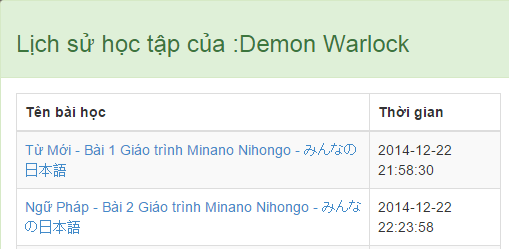 Lịch sử học tập của :Demon Warlock
Tên bài học
Thời gian
Từ Mới - Bài 1 Giáo trình Minano Nihongo - みんなの
日本語
2014-12-22
21:58:30
Ngữ Pháp - Bài 2 Giáo trình Minano Nihongo - みんな
の日本語
2014-12-22
22:23:58